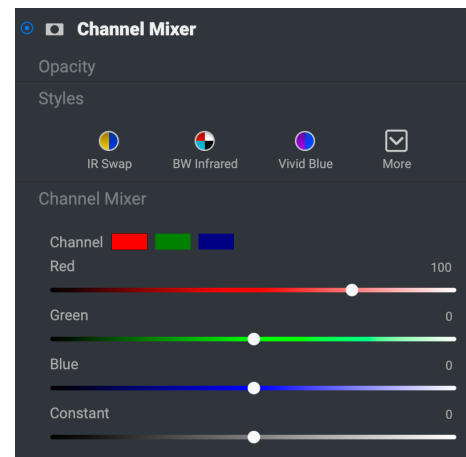 Channel Mixer
Opacity
Styles
IR Swap BW Infrared Vivid Blue More
Channel Mixer
Channel
Red 100
Green 0
Blue 0
Constant 0